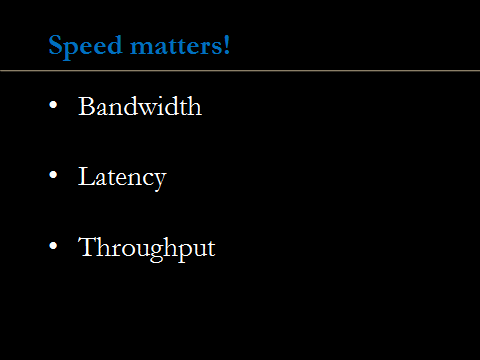 Speed matters!
• Bandwidth
• Latency
• Throughput